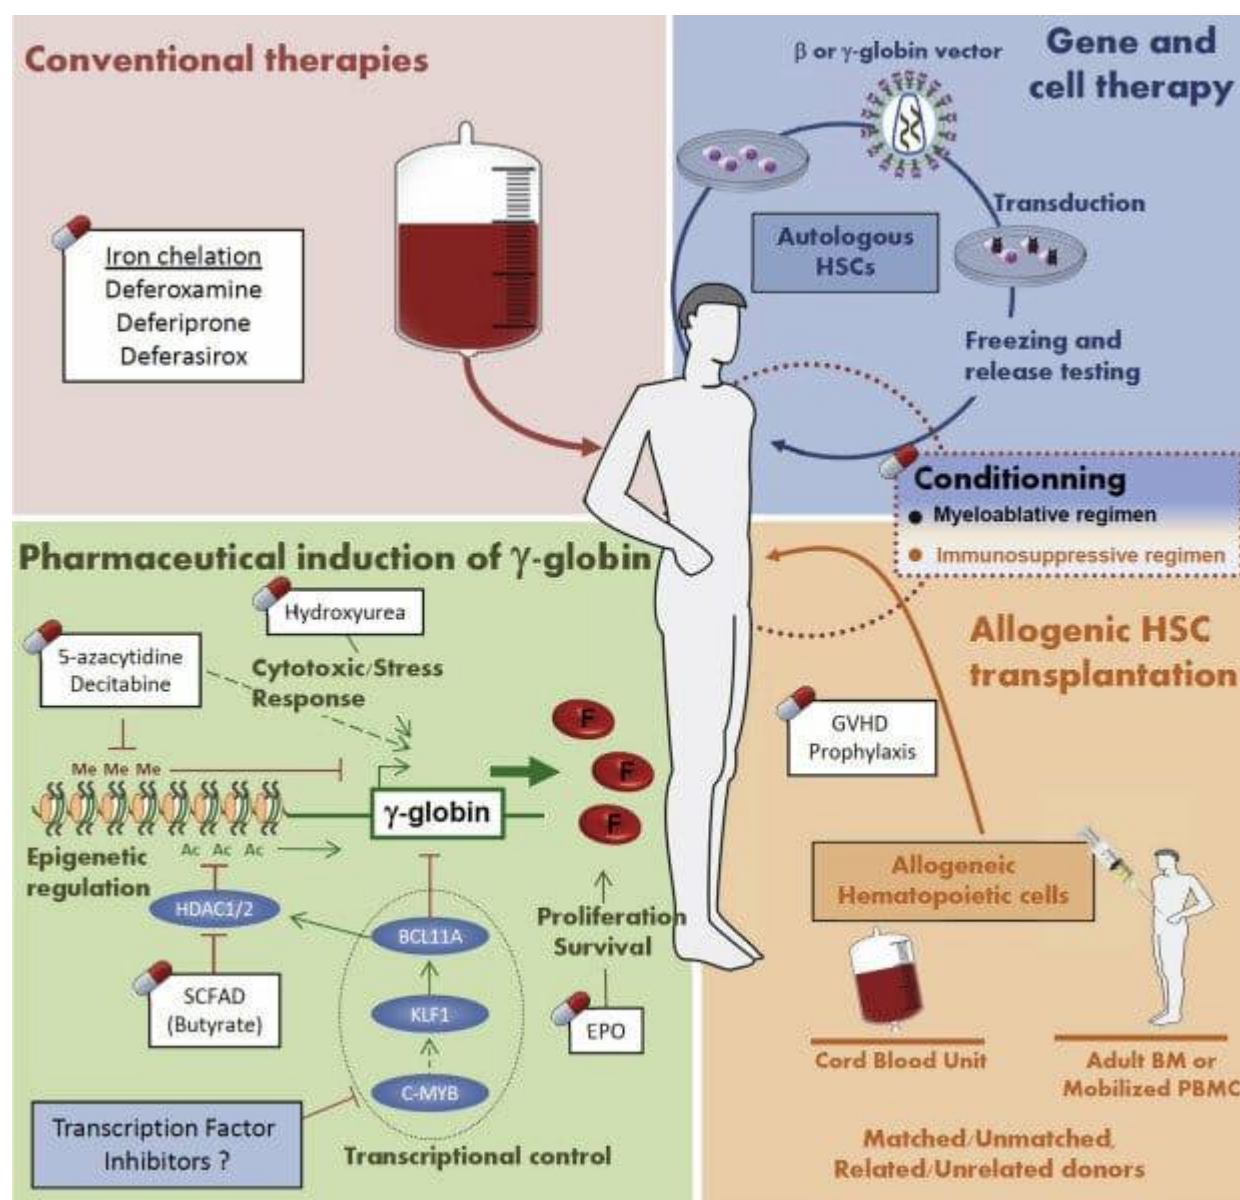 Conventional therapies
Iron chelation
Deferoxamine
Deferiprone
Deferasirox
Gene and
cell therapy
β or γ-globin vector
Transduction
Autologous
HSCs
Freezing and
release testing
Conditionning
● Myeloablative regimen
● Immunosuppressive regimen
Pharmaceutical induction of γ-globin
Hydroxyurea
5-azacytidine
Decitabine
Cytotoxic/Stress
Response
Me Me Me
γ-globin
F
F
F
Ac Ac Ac
Epigenetic
regulation
HDAC1/2
BCL11A
Proliferation
Survival
SCFAD
(Butyrate)
KLF1
EPO
C-MYB
Transcription Factor
Inhibitors ?
Transcriptional control
Allogenic HSC
transplantation
GVHD
Prophylaxis
Allogeneic
Hematopoietic cells
Cord Blood Unit
Adult BM or
Mobilized PBMC
Matched/Unmatched,
Related/Unrelated donors